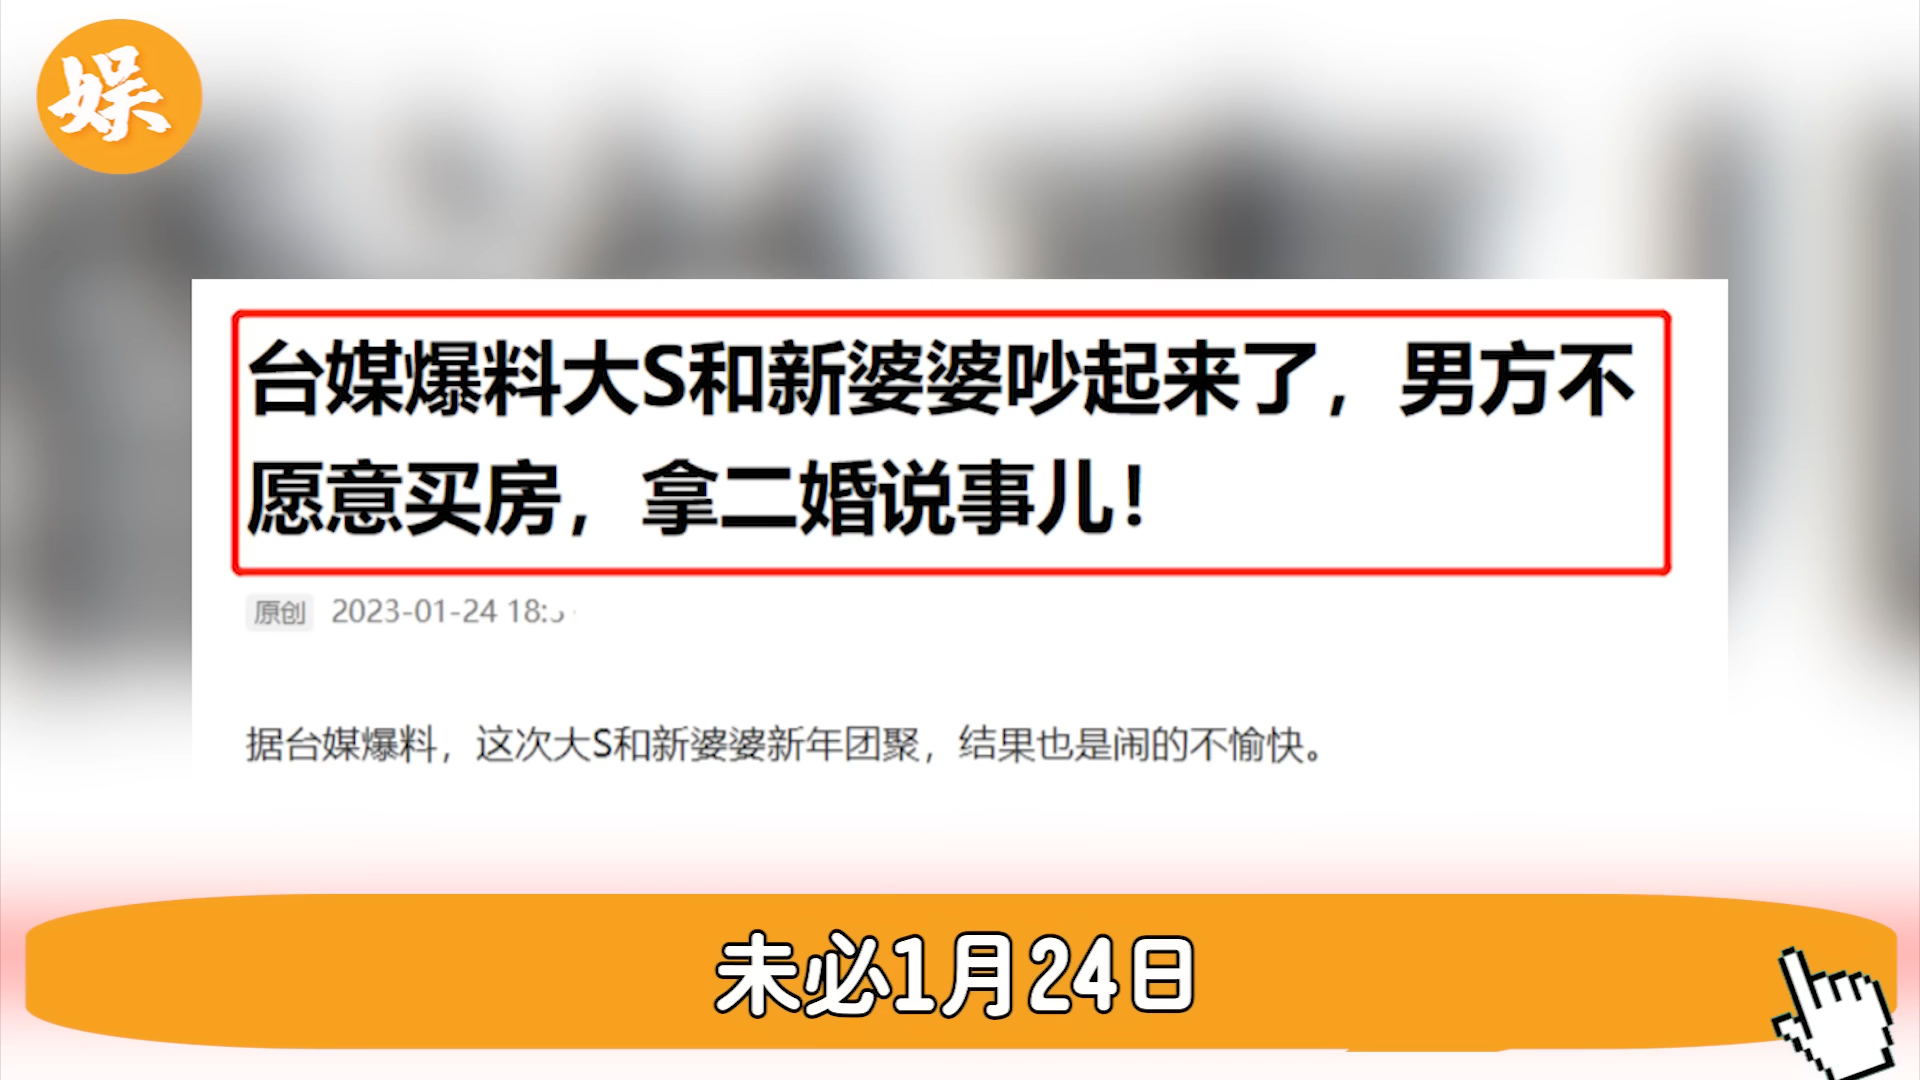 娱
台媒爆料大S和新婆婆吵起来了，男方不
愿意买房，拿二婚说事儿！
原创 2023-01-24
据台媒爆料，这次大S和新婆婆新年团聚，结果也是闹的不愉快。
未必1月24日